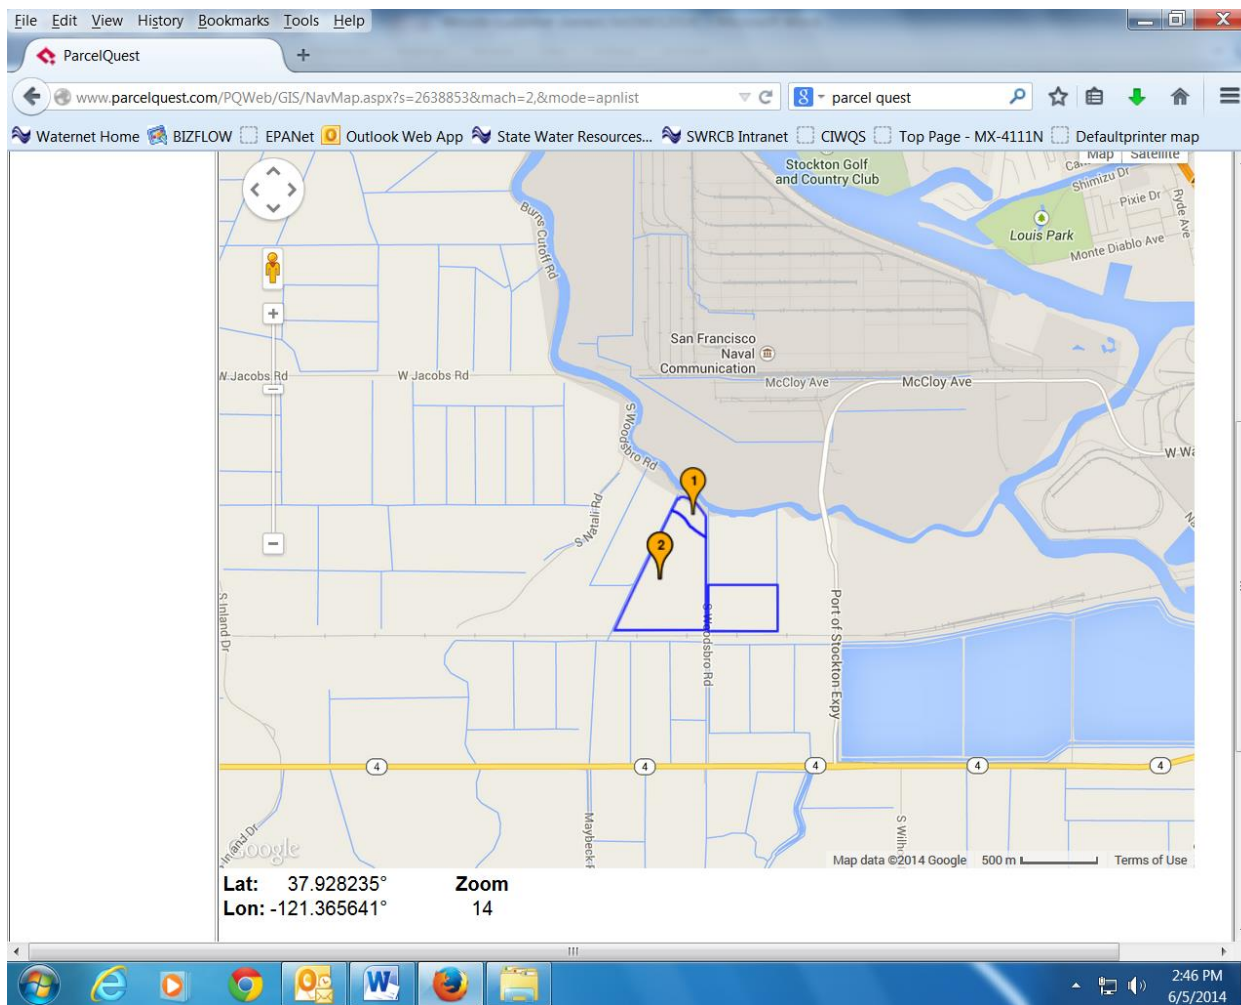 File Edit View History Bookmarks Tools Help
ParcelQuest
www.parcelquest.com/PQWeb/GIS/NavMap.aspx?s=2638853&mach=2,&mode=apnlist
parcel quest
Waternet Home BIZFLOW EPANet Outlook Web App State Water Resources... SWRCB Intranet CIWQS Top Page - MX-4111N Defaultprinter map
Map Satellite
Stockton Golf
and Country Club
Shimizu Dr
Pixie Dr
Ryde Ave
Louis Park
Monte Diablo Ave
Burns Cutoff Rd
San Francisco
Naval
Communication
W Jacobs Rd
W Jacobs Rd
McCloy Ave
McCloy Ave
S Woodsbro Rd
W Wa
1
S Natali Rd
2
S Inland Dr
S Woodsbro Rd
Port of Stockton Expy
4
4
4
4
4
Inland Dr
Maybeck R
S Wilho
Google
Map data ©2014 Google 500 m Terms of Use
Lat: 37.928235° Zoom
Lon: -121.365641° 14
2:46 PM
6/5/2014